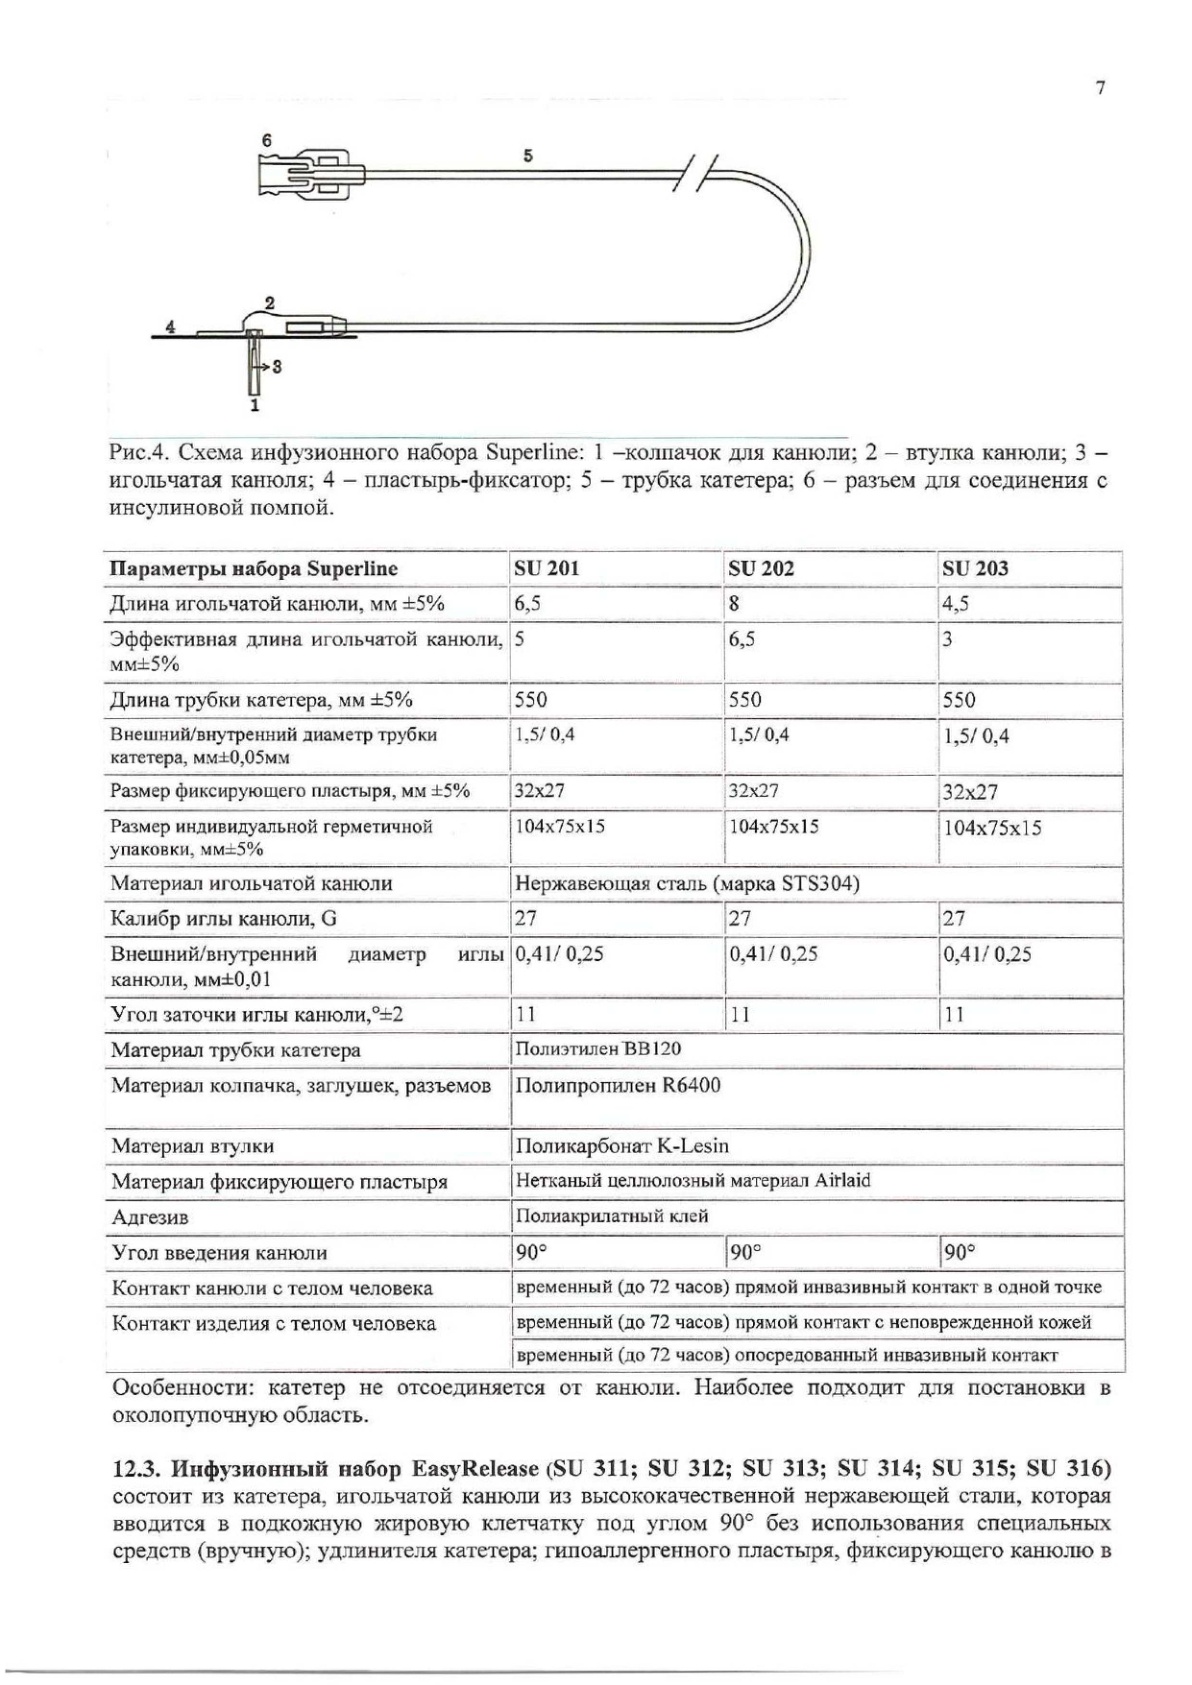 7
6
5
2
4
3
1
Рис.4. Схема инфузионного набора Superline: 1 –колпачок для канюли; 2 – втулка канюли; 3 –
игольчатая канюля; 4 – пластырь-фиксатор; 5 – трубка катетера; 6 – разъем для соединения с
инсулиновой помпой.
Параметры набора Superline SU 201 SU 202 SU 203
Длина игольчатой канюли, мм ±5% 6,5 8 4,5
Эффективная длина игольчатой канюли, 5 6,5 3
мм±5%
Длина трубки катетера, мм ±5% 550 550 550
Внешний/внутренний диаметр трубки 1,5/ 0,4 1,5/ 0,4 1,5/ 0,4
катетера, мм±0,05мм
Размер фиксирующего пластыря, мм ±5% 32х27 32х27 32х27
Размер индивидуальной герметичной 104х75х15 104х75х15 104х75х15
упаковки, мм±5%
Материал игольчатой канюли Нержавеющая сталь (марка STS304)
Калибр иглы канюли, G 27 27 27
Внешний/внутренний диаметр иглы 0,41/ 0,25 0,41/ 0,25 0,41/ 0,25
канюли, мм±0,01
Угол заточки иглы канюли,°±2 11 11 11
Материал трубки катетера Полиэтилен BB120
Материал колпачка, заглушек, разъемов Полипропилен R6400
Материал втулки Поликарбонат K-Lesin
Материал фиксирующего пластыря Нетканый целлюлозный материал Airlaid
Адгезив Полиакрилатный клей
Угол введения канюли 90° 90° 90°
Контакт канюли с телом человека временный (до 72 часов) прямой инвазивный контакт в одной точке
Контакт изделия с телом человека временный (до 72 часов) прямой контакт с неповрежденной кожей
временный (до 72 часов) опосредованный инвазивный контакт
Особенности: катетер не отсоединяется от канюли. Наиболее подходит для постановки в
околопупочную область.
12.3. Инфузионный набор EasyRelease (SU 311; SU 312; SU 313; SU 314; SU 315; SU 316)
состоит из катетера, игольчатой канюли из высококачественной нержавеющей стали, которая
вводится в подкожную жировую клетчатку под углом 90° без использования специальных
средств (вручную); удлинителя катетера; гипоаллергенного пластыря, фиксирующего канюлю в